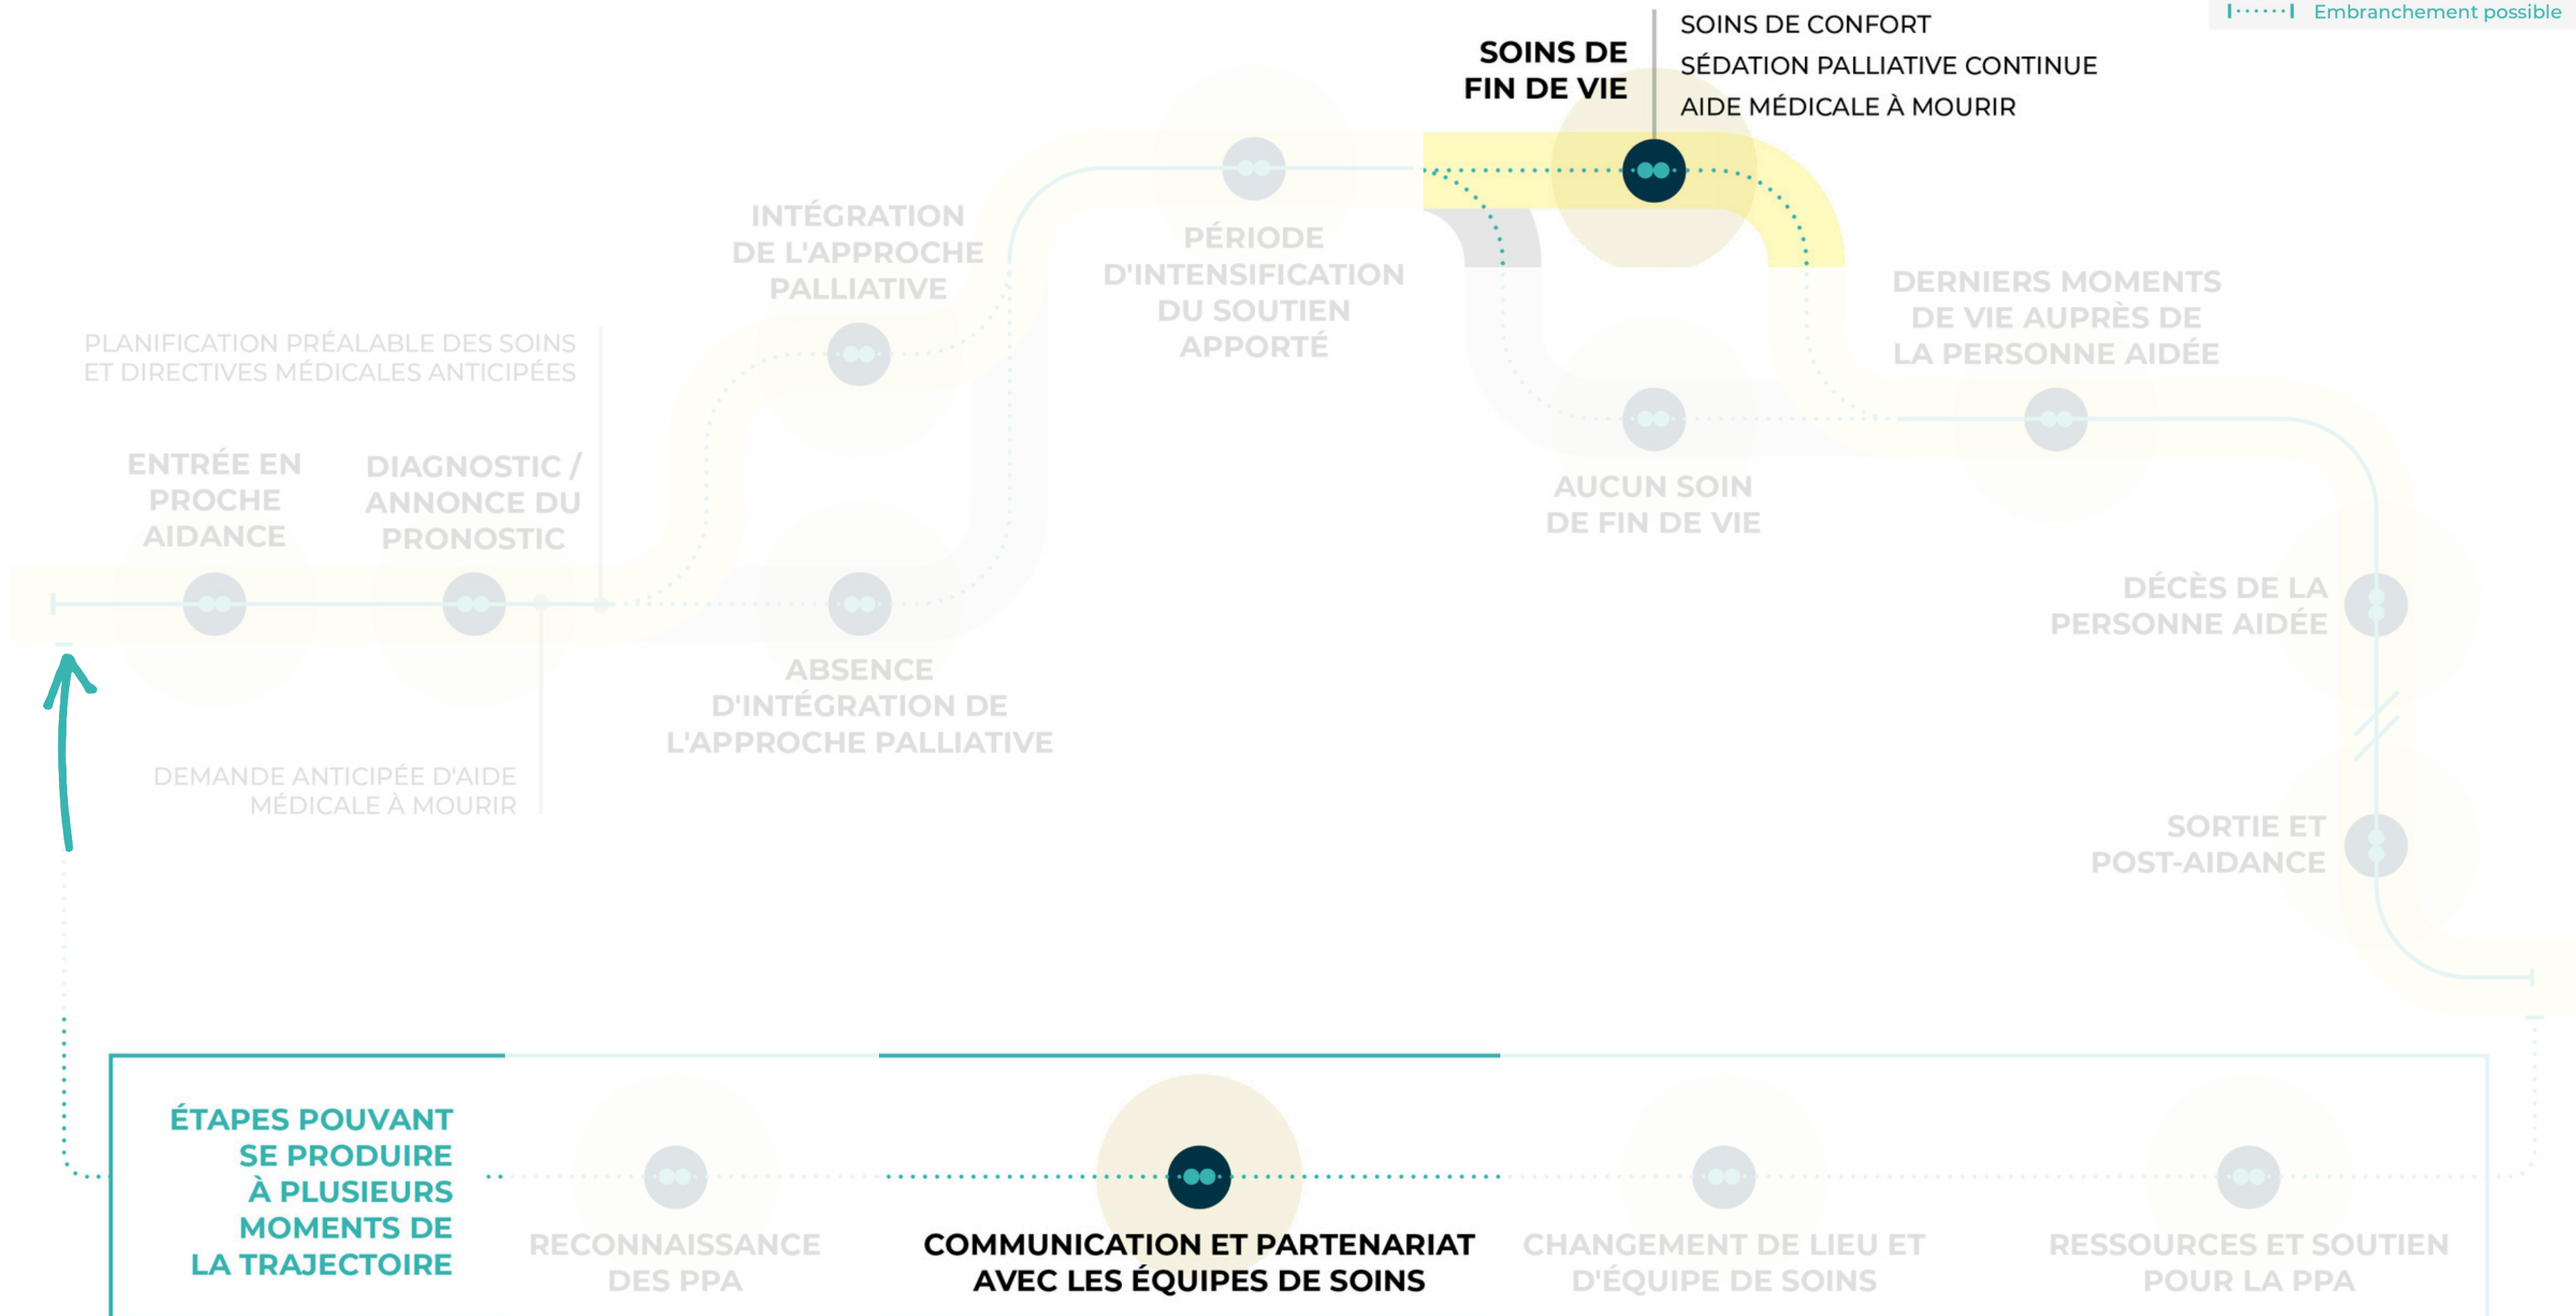 Embranchement possible
SOINS DE
FIN DE VIE
SOINS DE CONFORT
SÉDATION PALLIATIVE CONTINUE
AIDE MÉDICALE À MOURIR
INTÉGRATION
DE L'APPROCHE
PALLIATIVE
PÉRIODE
D'INTENSIFICATION
DU SOUTIEN
APPORTÉ
DERNIERS MOMENTS
DE VIE AUPRÈS DE
LA PERSONNE AIDÉE
PLANIFICATION PRÉALABLE DES SOINS
ET DIRECTIVES MÉDICALES ANTICIPÉES
ENTRÉE EN
PROCHE
AIDANCE
DIAGNOSTIC /
ANNONCE DU
PRONOSTIC
AUCUN SOIN
DE FIN DE VIE
DÉCÈS DE LA
PERSONNE AIDÉE
ABSENCE
D'INTÉGRATION DE
L'APPROCHE PALLIATIVE
DEMANDE ANTICIPÉE D'AIDE
MÉDICALE À MOURIR
SORTIE ET
POST-AIDANCE
ÉTAPES POUVANT
SE PRODUIRE
À PLUSIEURS
MOMENTS DE
LA TRAJECTOIRE
RECONNAISSANCE
DES PPA
COMMUNICATION ET PARTENARIAT
AVEC LES ÉQUIPES DE SOINS
CHANGEMENT DE LIEU ET
D'ÉQUIPE DE SOINS
RESSOURCES ET SOUTIEN
POUR LA PPA